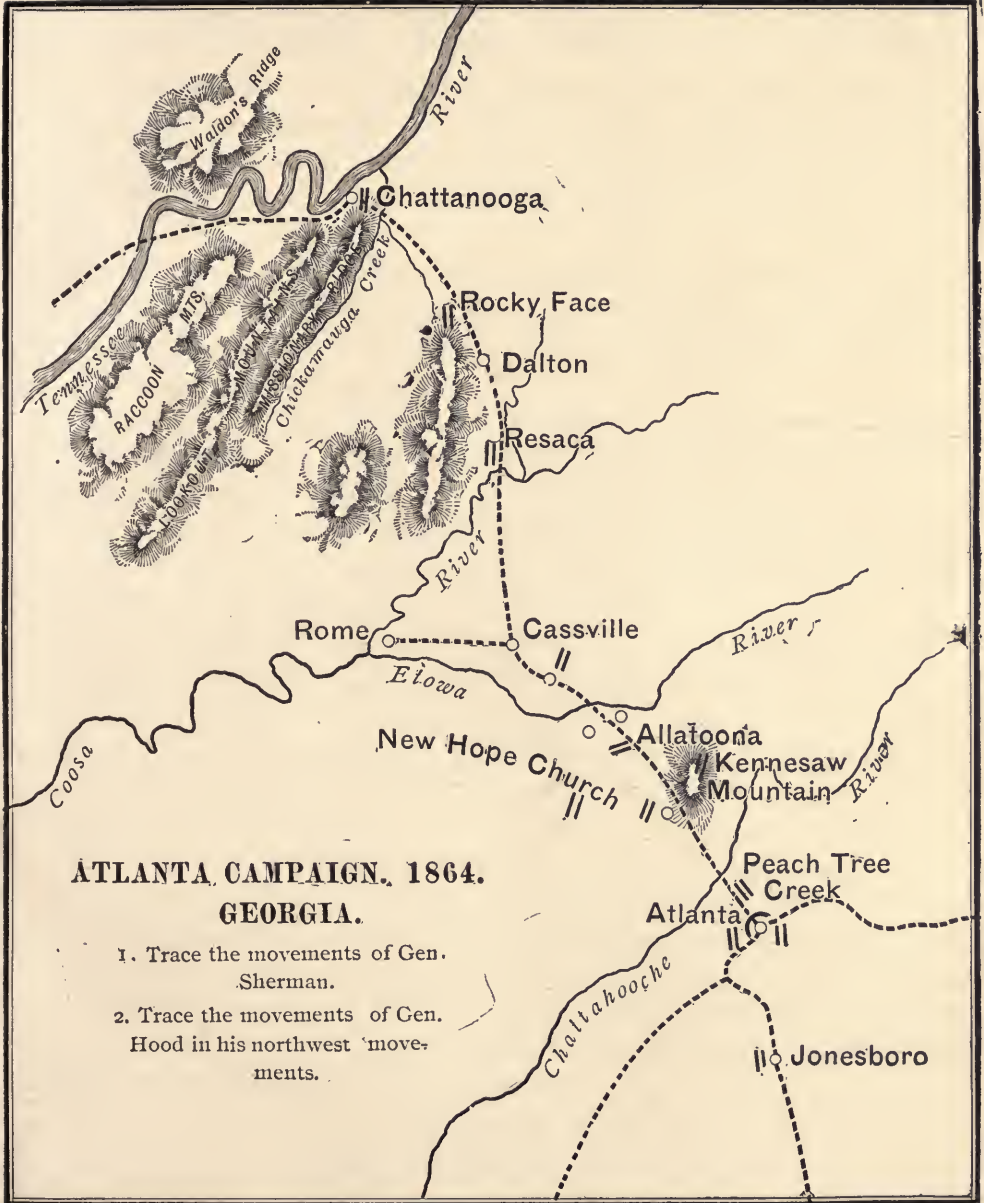 Waldon's Ridge
River
Chattanooga
Tennessee
RACCOON MTS.
LOOKOUT MOUNTAINS
MISSIONARY RIDGE
Chickamauga Creek
Rocky Face
Dalton
Resaca
River
Rome
Cassville
Etowa
River
Coosa
Allatoona
New Hope Church
Kennesaw
Mountain
River
Peach Tree
Creek
Atlanta
Chattahooche
Jonesboro
ATLANTA CAMPAIGN. 1864.
GEORGIA.
1. Trace the movements of Gen.
Sherman.
2. Trace the movements of Gen.
Hood in his northwest move-
ments.